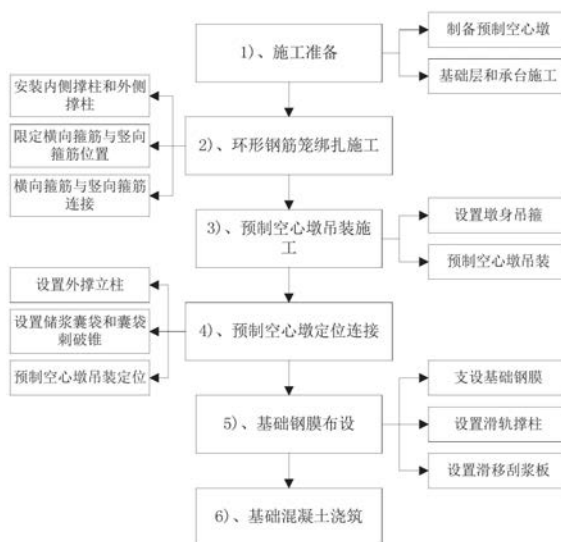 1)、施工准备
制备预制空心墩
基础层和承台施工
安装内侧撑柱和外侧
撑柱
限定横向箍筋与竖向
箍筋位置
横向箍筋与竖向箍筋
连接
2)、环形钢筋笼绑扎施工
3)、预制空心墩吊装施
工
设置墩身吊箍
预制空心墩吊装
设置外撑立柱
设置储浆囊袋和囊袋
刺破锥
预制空心墩吊装定位
4)、预制空心墩定位连接
5)、基础钢膜布设
支设基础钢膜
设置滑轨撑柱
设置滑移刮浆板
6)、基础混凝土浇筑